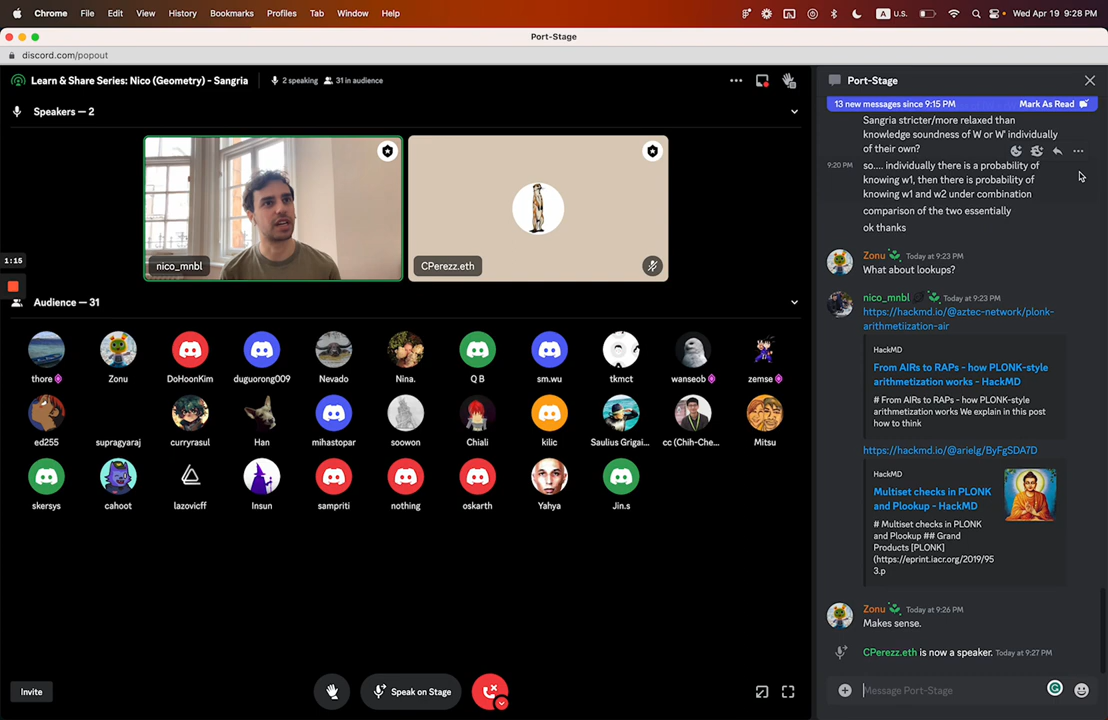 Chrome File Edit View History Bookmarks Profiles Tab Window Help A U.S. Wed Apr 19 9:28 PM
Port-Stage
discord.com/popout
Learn & Share Series: Nico (Geometry) - Sangria 2 speaking 31 in audience
Speakers — 2
nico_mnbl CPerezz.eth
1:15
Audience — 31
thore Zonu DoHoonKim duguorong009 Nevado Nina. Q B sm.wu tkmct wanseob zemse
ed255 supragyaraj curryrasul Han mihastopar soowon Chiali kilic Saulius Grigai... cc (Chih-Che... Mitsu
skersys cahoot lazovicff Insun sampriti nothing oskarth Yahya Jin.s
Invite Speak on Stage
Port-Stage
13 new messages since 9:15 PM Mark As Read
Sangria stricter/more relaxed than
knowledge soundness of W or W' individually
of their own?
9:20 PM so.... individually there is a probability of
knowing w1, then there is probability of
knowing w1 and w2 under combination
comparison of the two essentially
ok thanks
Zonu Today at 9:23 PM
What about lookups?
nico_mnbl Today at 9:23 PM
https://hackmd.io/@aztec-network/plonk-
arithmetiization-air
HackMD
From AIRs to RAPs - how PLONK-style
arithmetization works - HackMD
# From AIRs to RAPs - how PLONK-style
arithmetization works We explain in this post
how to think
https://hackmd.io/@arielg/ByFgSDA7D
HackMD
Multiset checks in PLONK
and Plookup - HackMD
# Multiset checks in PLONK
and Plookup ## Grand
Products [PLONK]
(https://eprint.iacr.org/2019/95
3.p
Zonu Today at 9:26 PM
Makes sense.
CPerezz.eth is now a speaker. Today at 9:27 PM
Message Port-Stage